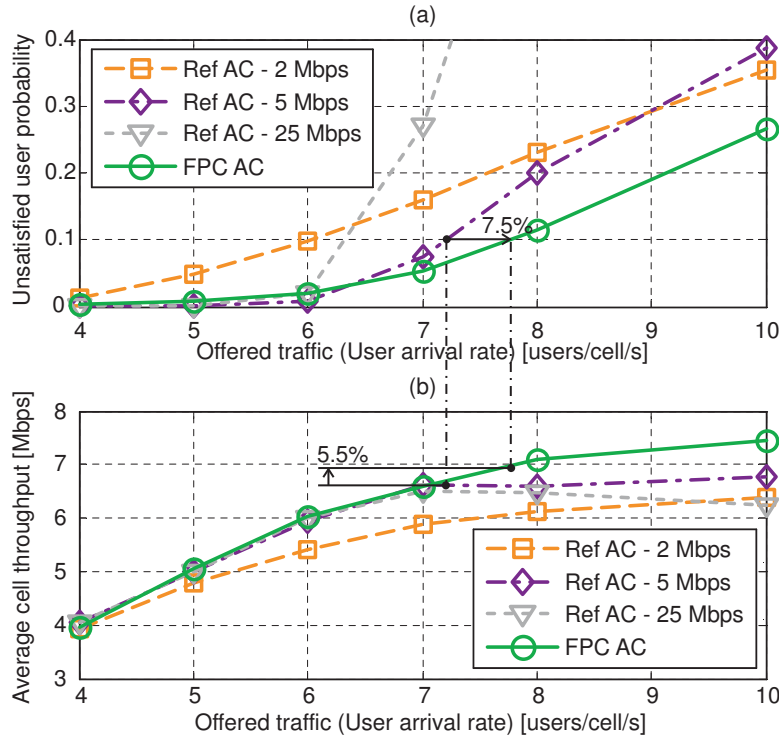 (a)
Unsatisfied user probability
0.4
0.3
0.2
0.1
0
Ref AC - 2 Mbps
Ref AC - 5 Mbps
Ref AC - 25 Mbps
FPC AC
7.5%
4 5 6 7 8 9 10
Offered traffic (User arrival rate) [users/cell/s]
(b)
Average cell throughput [Mbps]
8
7
6
5
4
3
5.5%
Ref AC - 2 Mbps
Ref AC - 5 Mbps
Ref AC - 25 Mbps
FPC AC
4 5 6 7 8 9 10
Offered traffic (User arrival rate) [users/cell/s]